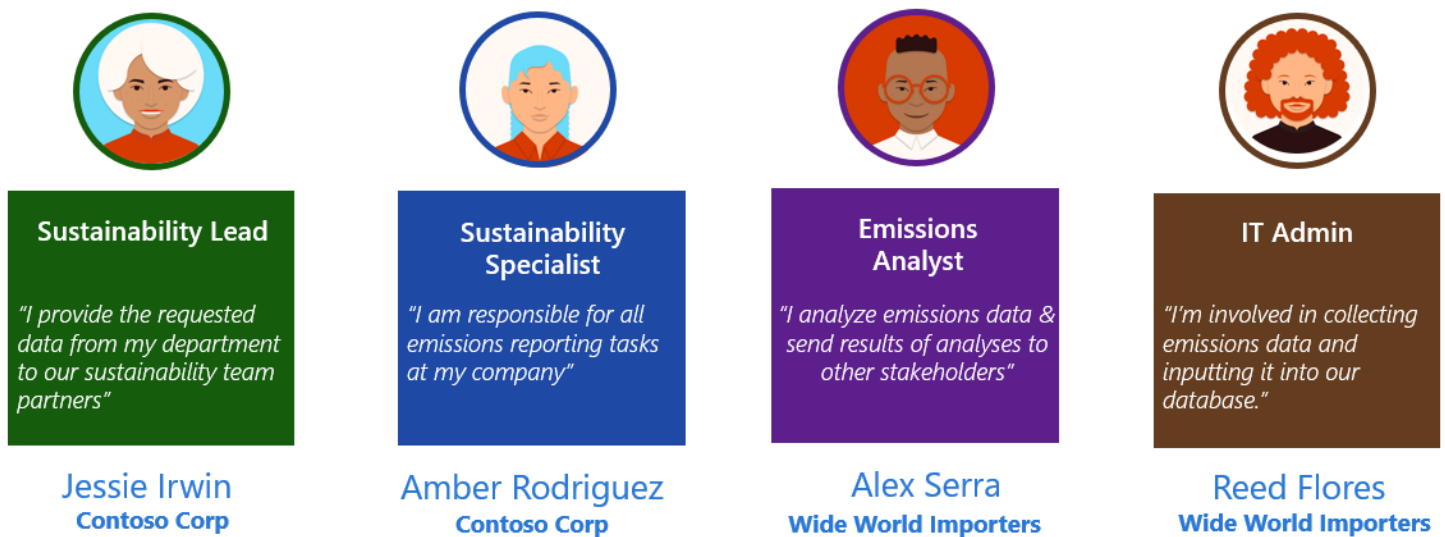 Sustainability Lead
"I provide the requested
data from my department
to our sustainability team
partners"
Jessie Irwin
Contoso Corp
Sustainability
Specialist
"I am responsible for all
emissions reporting tasks
at my company"
Amber Rodriguez
Contoso Corp
Emissions
Analyst
"I analyze emissions data &
send results of analyses to
other stakeholders"
Alex Serra
Wide World Importers
IT Admin
"I'm involved in collecting
emissions data and
inputting it into our
database."
Reed Flores
Wide World Importers